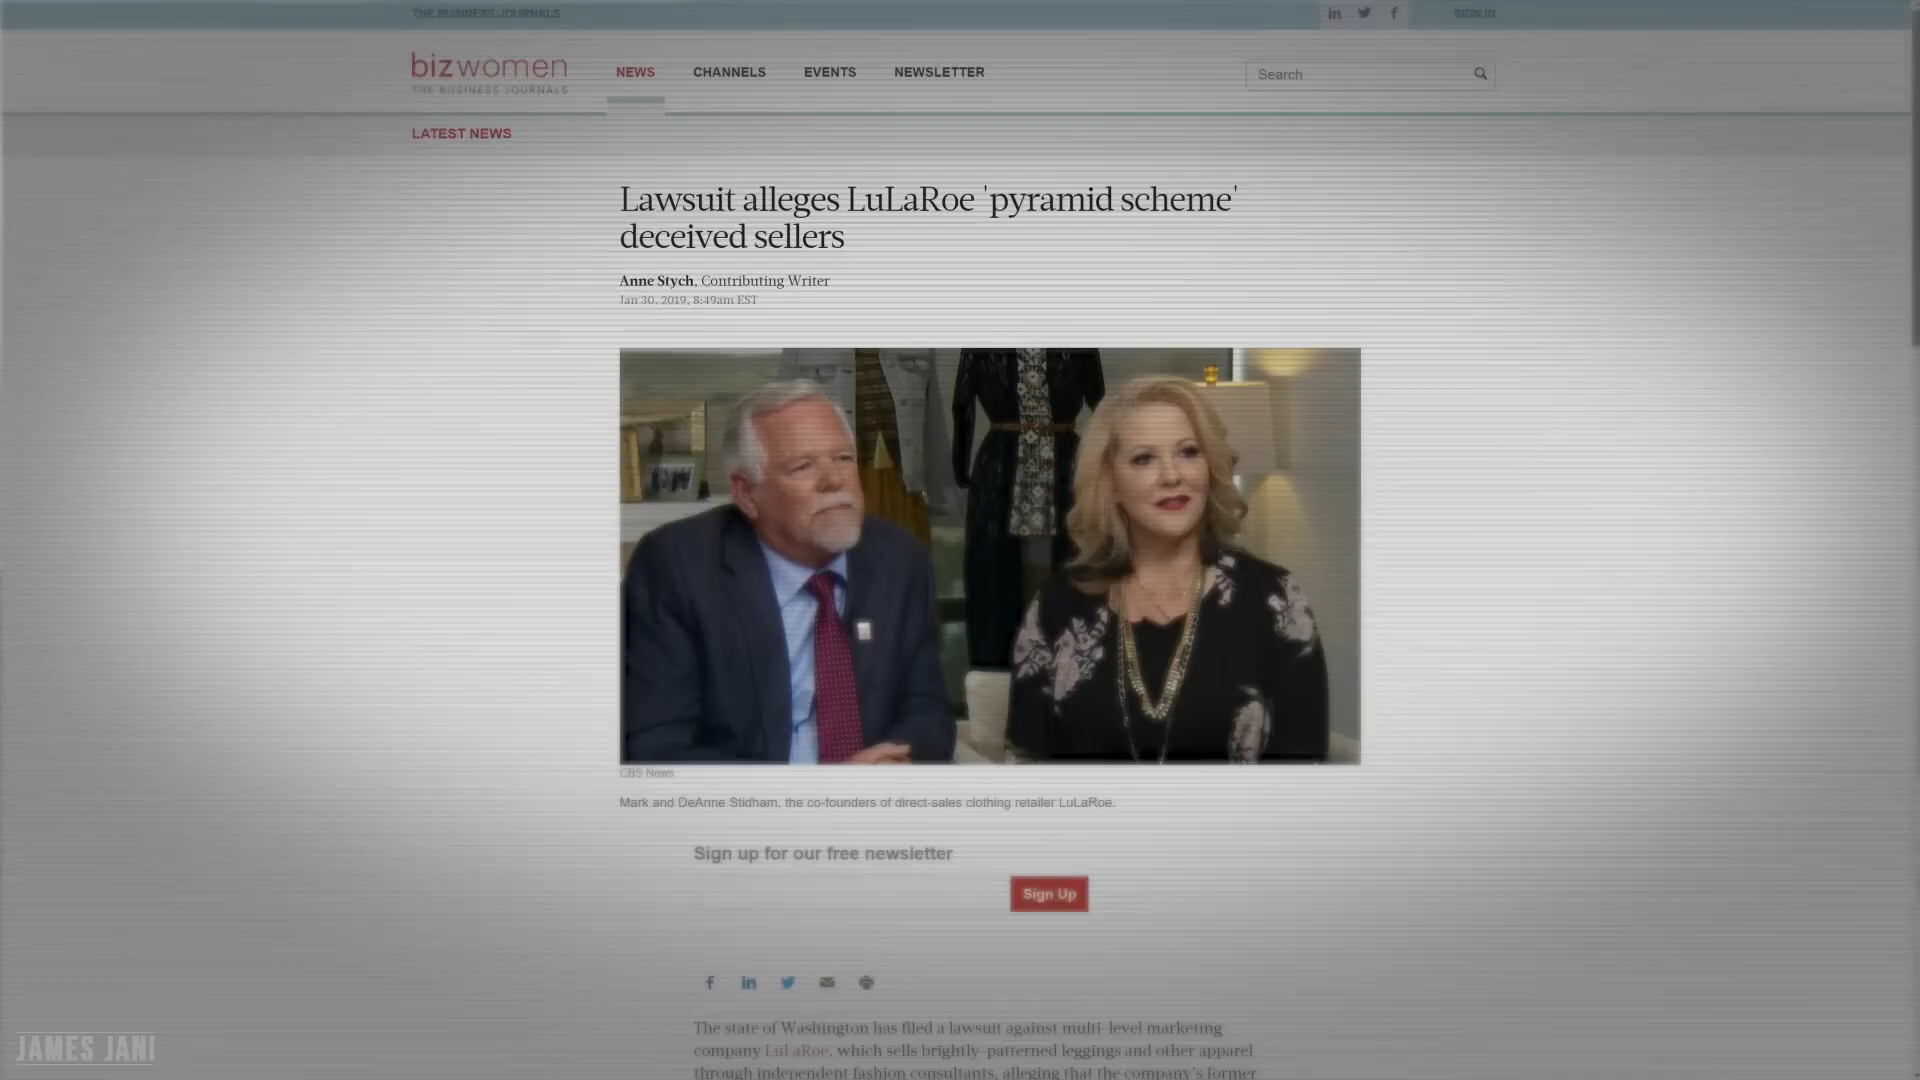 THE BUSINESS JOURNALS
SIGN IN
bizwomen
THE BUSINESS JOURNALS
NEWS
CHANNELS
EVENTS
NEWSLETTER
Search
LATEST NEWS
Lawsuit alleges LuLaRoe 'pyramid scheme'
deceived sellers
Anne Stych, Contributing Writer
Jan 30, 2019, 8:49am EST
CBS News
Mark and DeAnne Stidham, the co-founders of direct-sales clothing retailer LuLaRoe.
Sign up for our free newsletter
Sign Up
The state of Washington has filed a lawsuit against multi-level marketing
company LuLaRoe, which sells brightly-patterned leggings and other apparel
through independent fashion consultants, alleging that the company's former
JAMES JANI